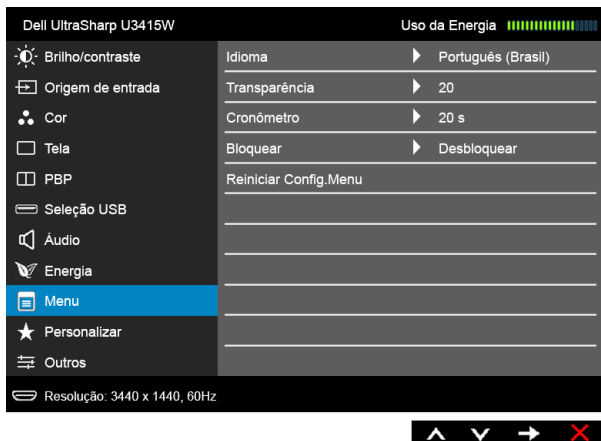 Dell UltraSharp U3415W Uso da Energia
Brilho/contraste Idioma Português (Brasil)
Origem de entrada Transparência 20
Cor Cronômetro 20 s
Tela Bloquear Desbloquear
PBP Reiniciar Config.Menu
Seleção USB
Áudio
Energia
Menu
Personalizar
Outros
Resolução: 3440 x 1440, 60Hz